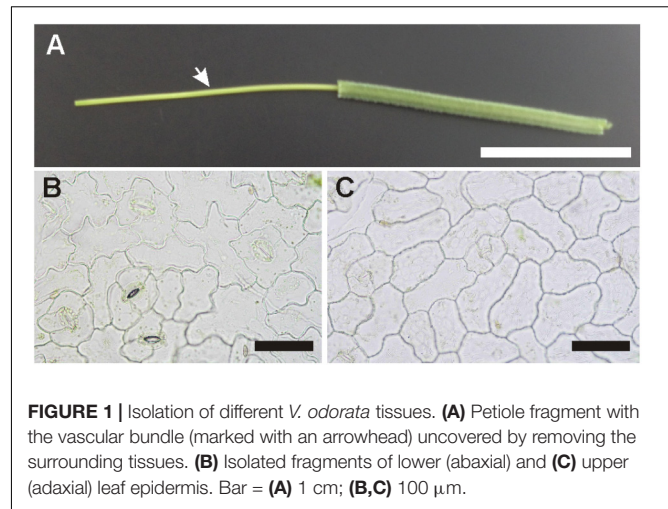 A
B
C
FIGURE 1 | Isolation of different V. odorata tissues. (A) Petiole fragment with
the vascular bundle (marked with an arrowhead) uncovered by removing the
surrounding tissues. (B) Isolated fragments of lower (abaxial) and (C) upper
(adaxial) leaf epidermis. Bar = (A) 1 cm; (B,C) 100 μm.